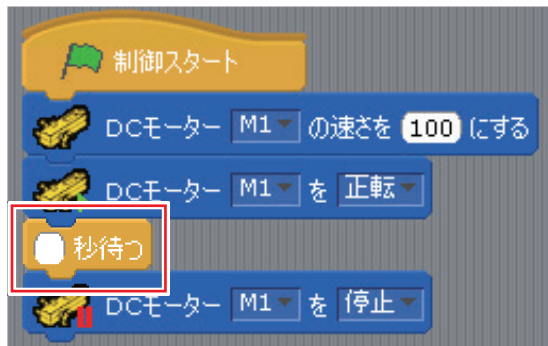 制御スタート
DCモーター M1 の速さを 100 にする
DCモーター M1 を 正転
秒待つ
DCモーター M1 を 停止